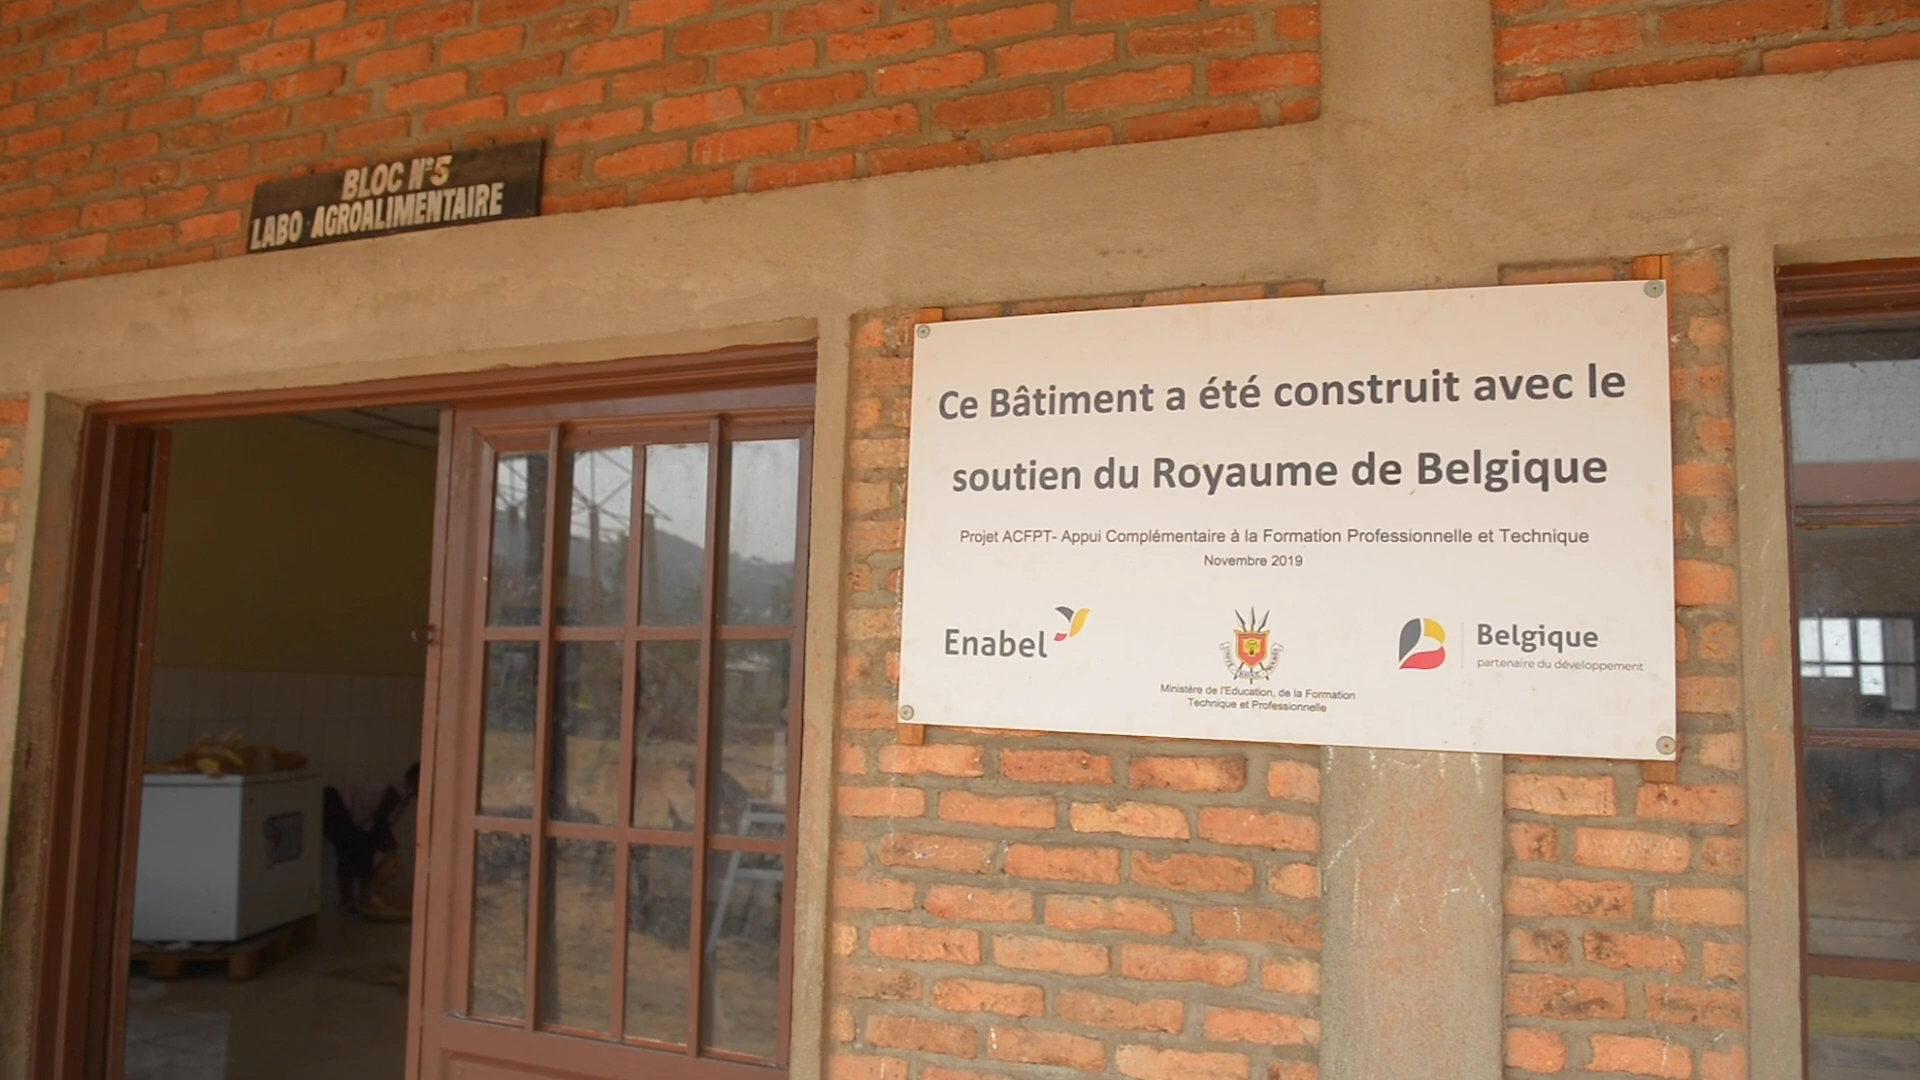 BLOC N°5
LABO AGROALIMENTAIRE
Ce Bâtiment a été construit avec le
soutien du Royaume de Belgique
Projet ACFPT- Appui Complémentaire à la Formation Professionnelle et Technique
Novembre 2019
Enabel
Ministère de l'Education, de la Formation
Technique et Professionnelle
Belgique
partenaire du développement